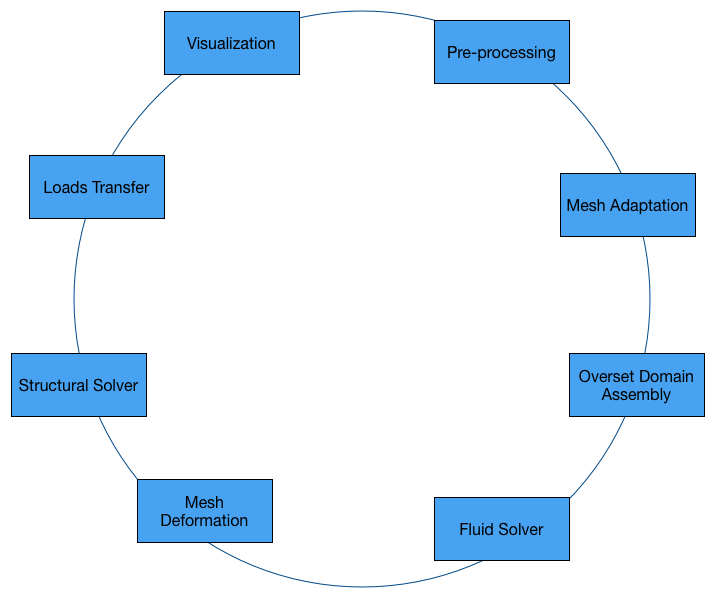 Visualization
Pre-processing
Loads Transfer
Mesh Adaptation
Structural Solver
Overset Domain
Assembly
Mesh
Deformation
Fluid Solver